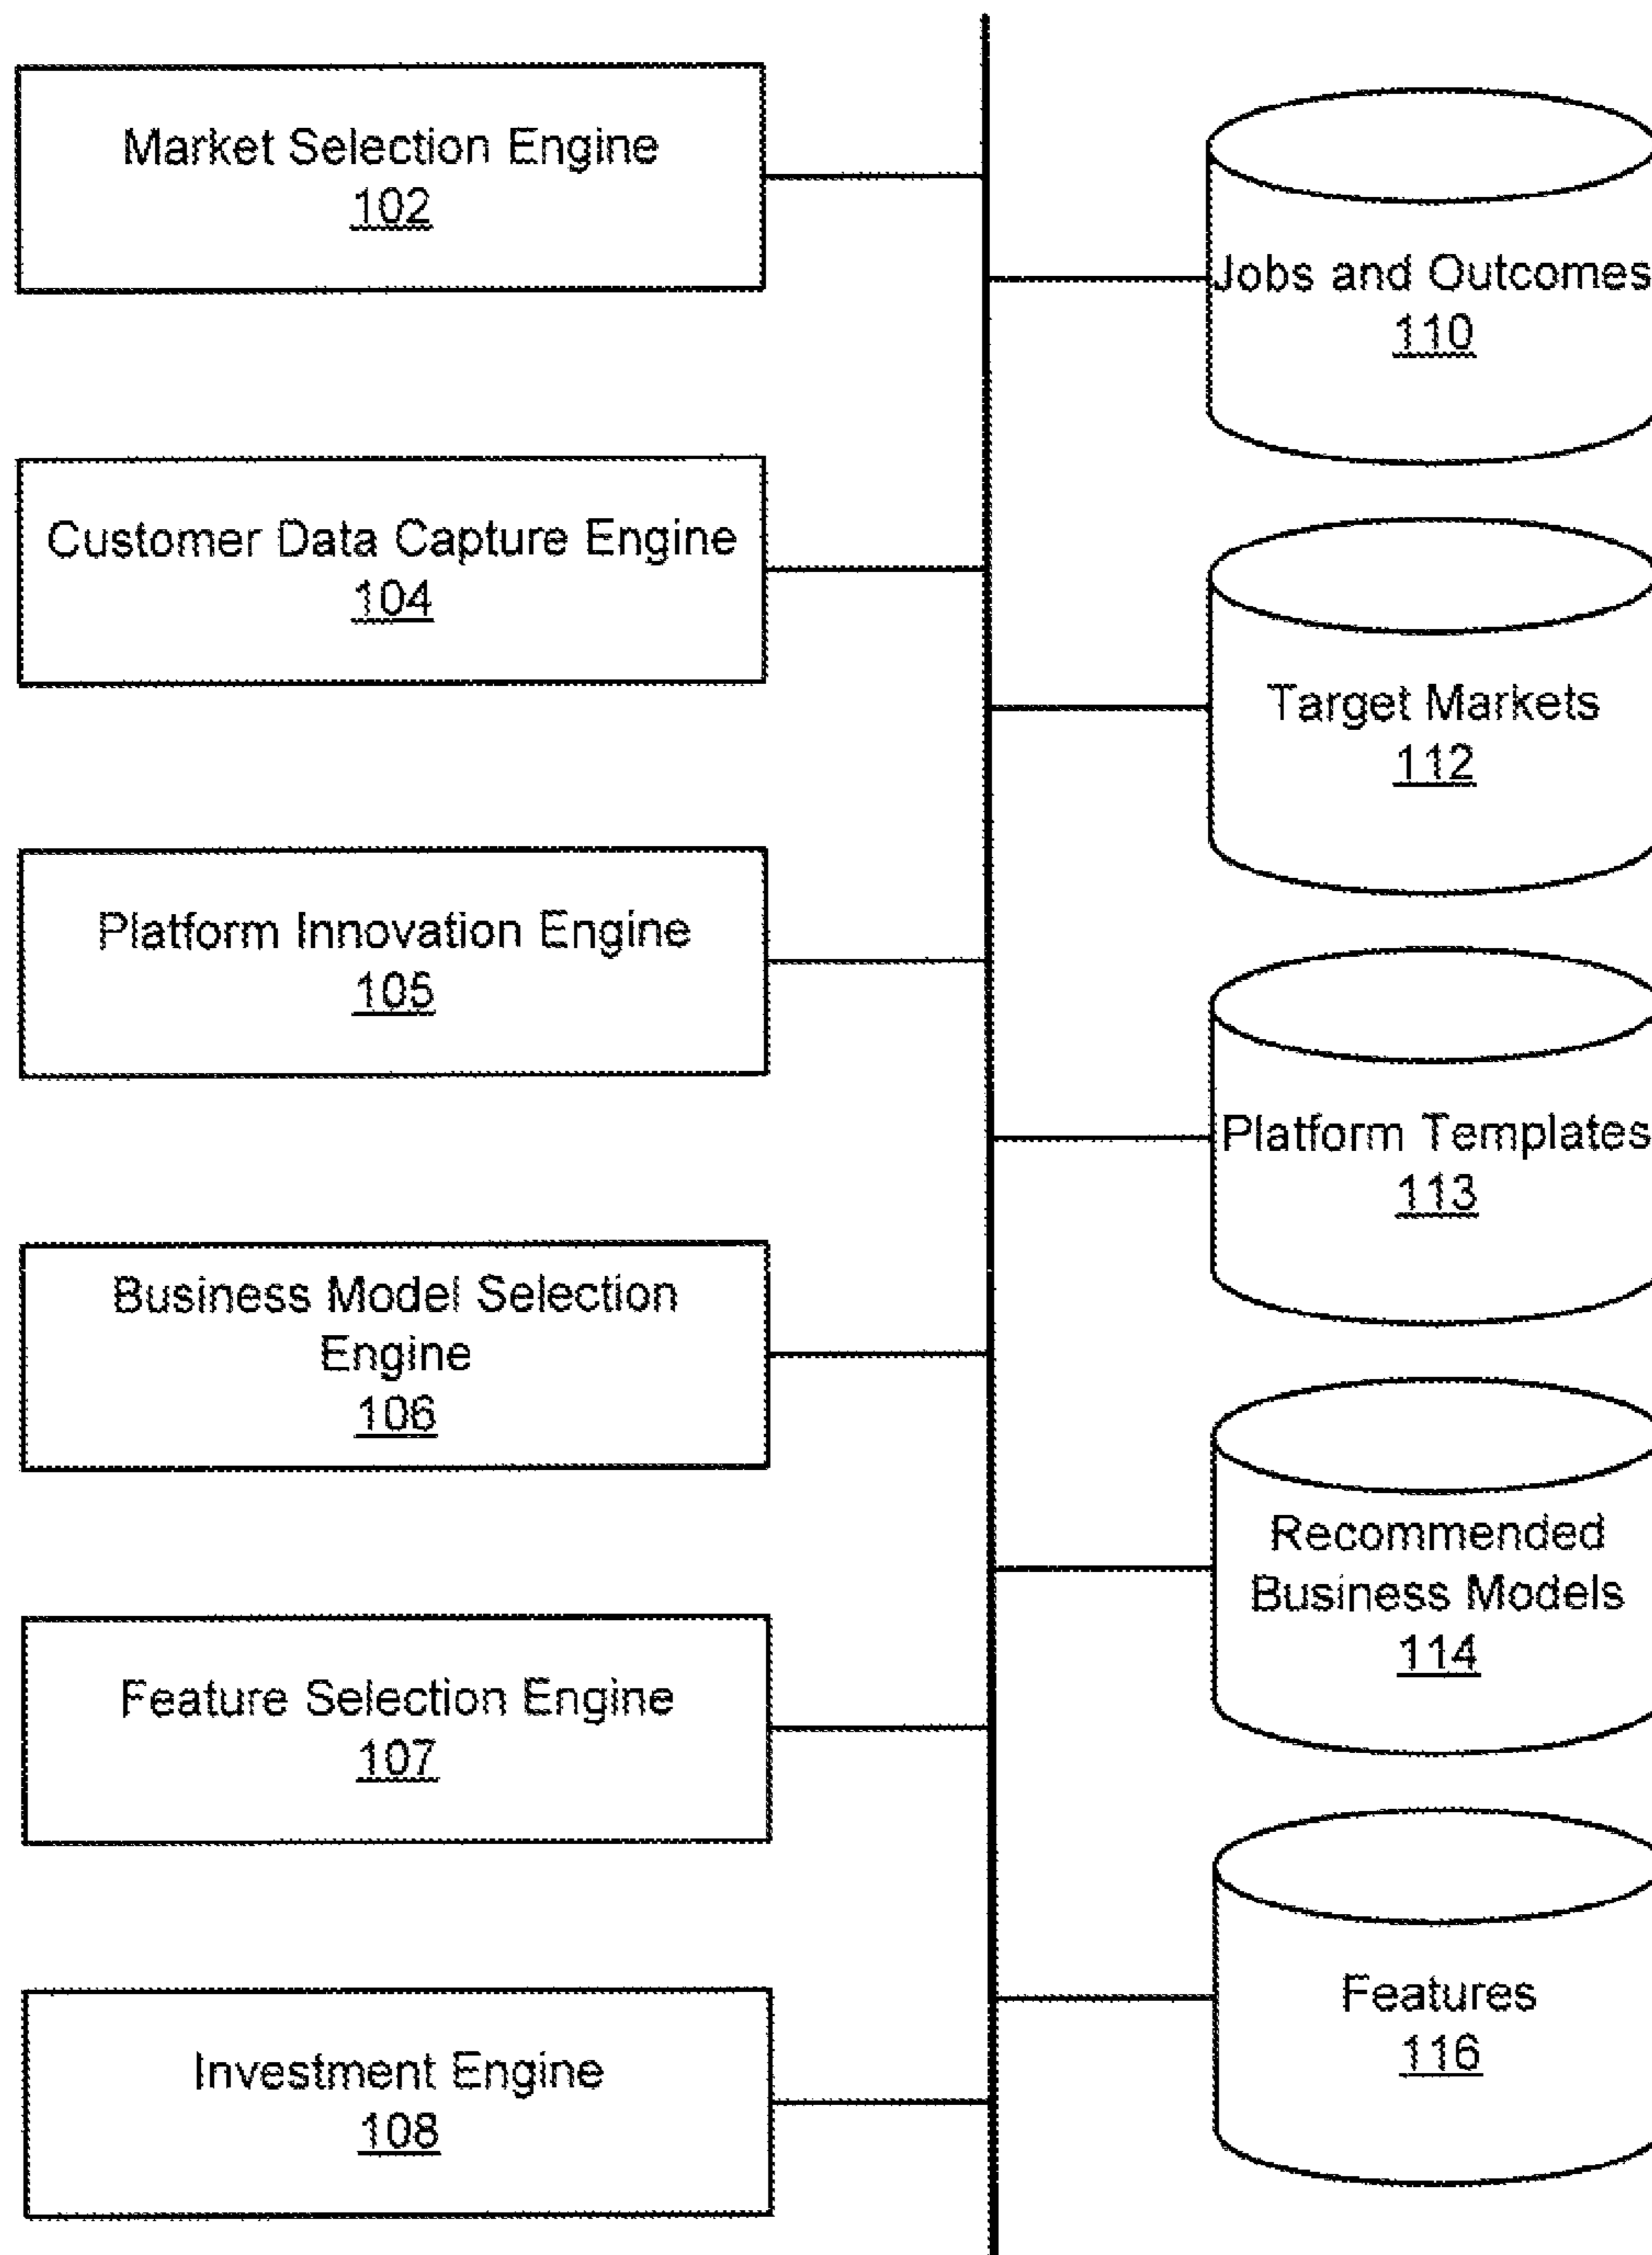 Market Selection Engine
102
Customer Data Capture Engine
104
Platform Innovation Engine
105
Business Model Selection
Engine
106
Feature Selection Engine
107
Investment Engine
108
Jobs and Outcomes
110
Target Markets
112
Platform Templates
113
Recommended
Business Models
114
Features
116